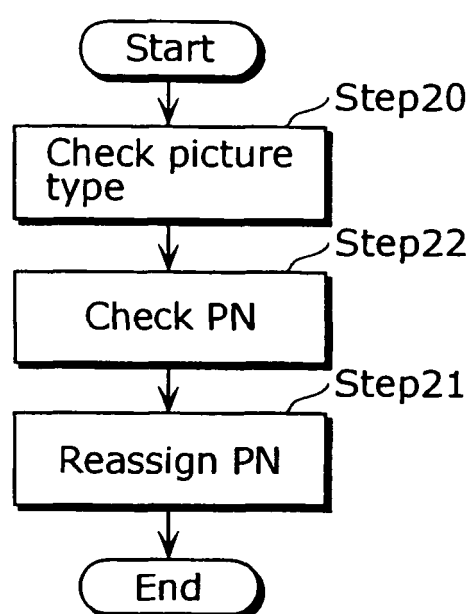 Start
Step20
Check picture
type
Step22
Check PN
Step21
Reassign PN
End